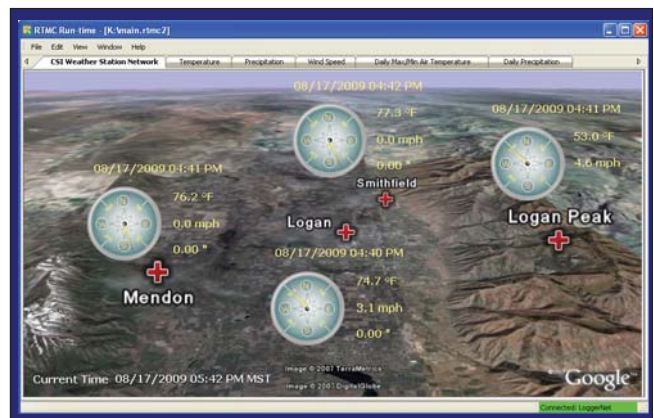 RTMC Run-time - [K:\main.rtmc2]
File Edit View Window Help
CSI Weather Station Network Temperature Precipitation Wind Speed Daily Max/Min Air Temperature Daily Precipitation
08/17/2009 04:42 PM
77.3 °F
0.0 mph
0.00 "
Smithfield
08/17/2009 04:41 PM
53.0 °F
4.6 mph
Logan Peak
08/17/2009 04:41 PM
76.2 °F
0.0 mph
0.00 "
Mendon
Logan
08/17/2009 04:40 PM
74.7 °F
3.1 mph
0.00 "
Image © 2007 TerraMetrics
Image © 2007 DigitalGlobe
Current Time 08/17/2009 05:42 PM MST
Google
Connected: LoggerNet